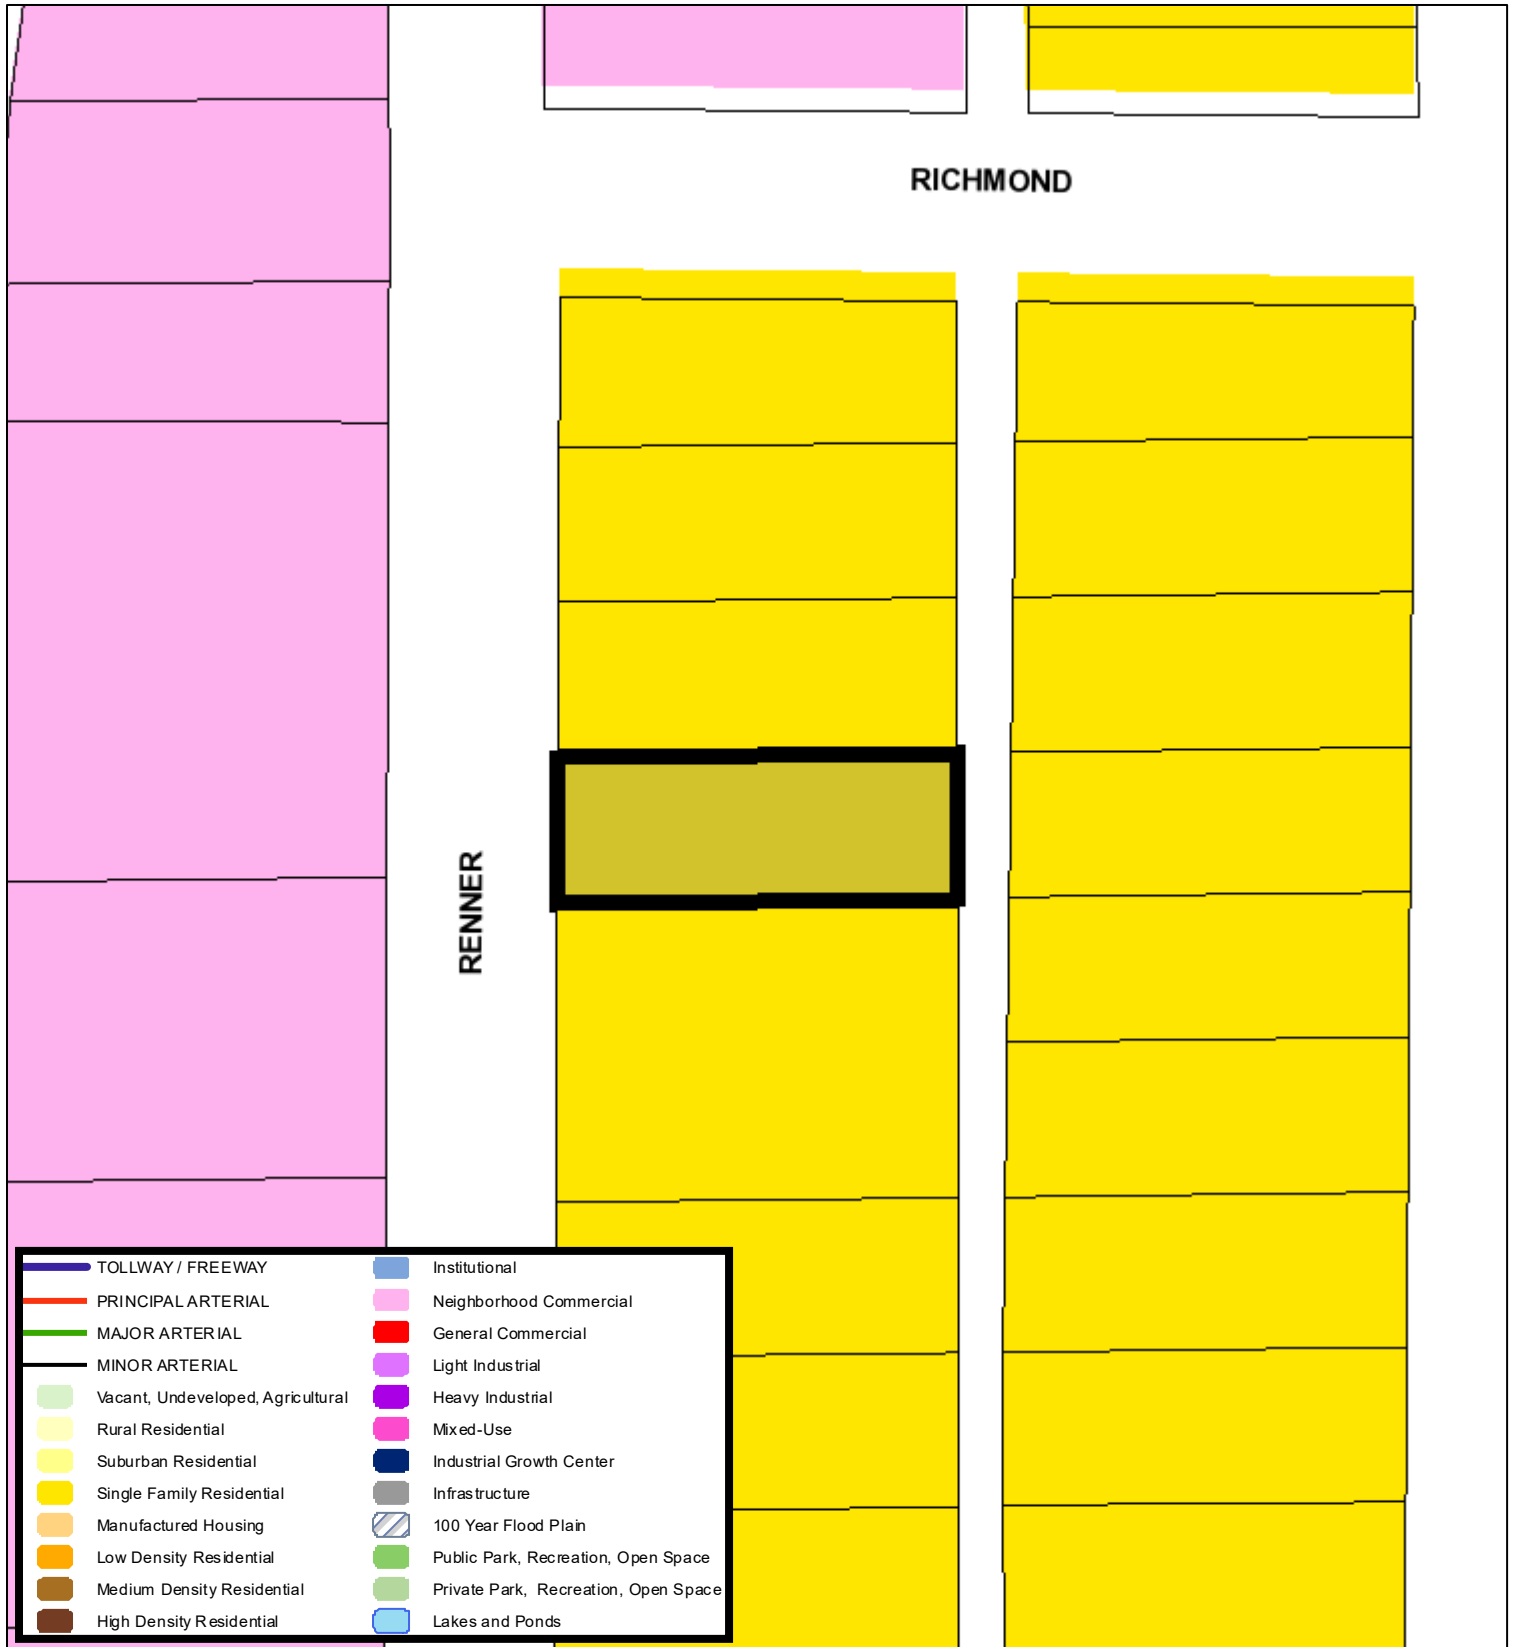 RICHMOND
RENNER
TOLLWAY / FREEWAY
PRINCIPAL ARTERIAL
MAJOR ARTERIAL
MINOR ARTERIAL
Vacant, Undeveloped, Agricultural
Rural Residential
Suburban Residential
Single Family Residential
Manufactured Housing
Low Density Residential
Medium Density Residential
High Density Residential
Institutional
Neighborhood Commercial
General Commercial
Light Industrial
Heavy Industrial
Mixed-Use
Industrial Growth Center
Infrastructure
100 Year Flood Plain
Public Park, Recreation, Open Space
Private Park, Recreation, Open Space
Lakes and Ponds